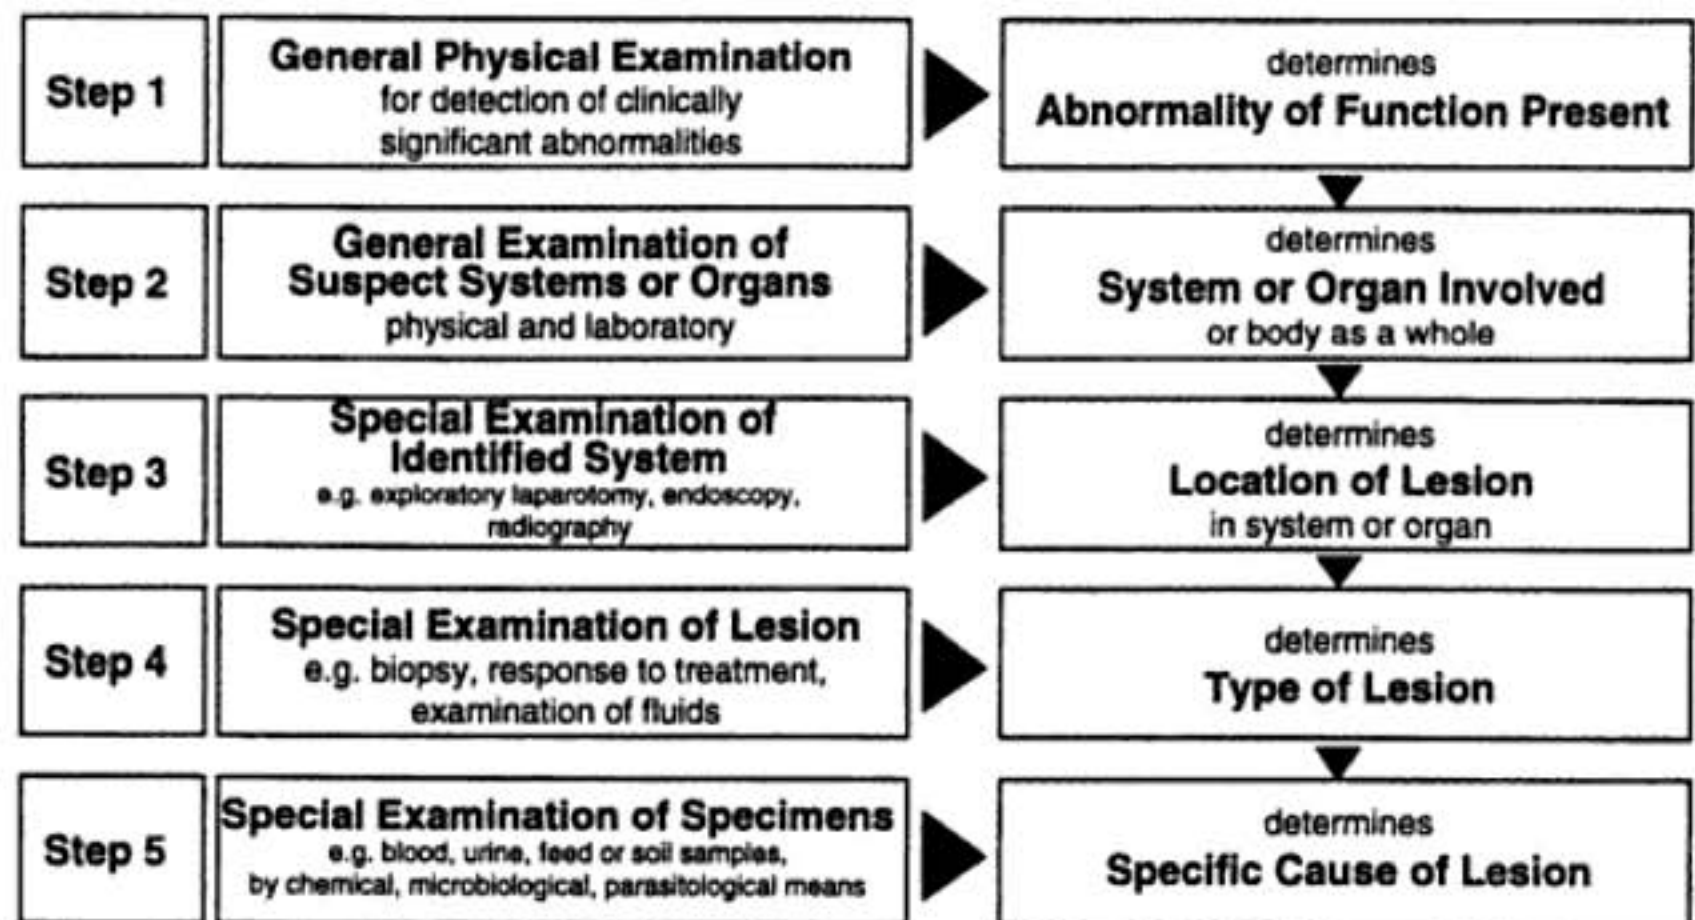 Step 1
General Physical Examination
for detection of clinically
significant abnormalities
determines
Abnormality of Function Present
Step 2
General Examination of
Suspect Systems or Organs
physical and laboratory
determines
System or Organ Involved
or body as a whole
Step 3
Special Examination of
Identified System
e.g. exploratory laparotomy, endoscopy,
radiography
determines
Location of Lesion
in system or organ
Step 4
Special Examination of Lesion
e.g. biopsy, response to treatment,
examination of fluids
determines
Type of Lesion
Step 5
Special Examination of Specimens
e.g. blood, urine, feed or soil samples,
by chemical, microbiological, parasitological means
determines
Specific Cause of Lesion